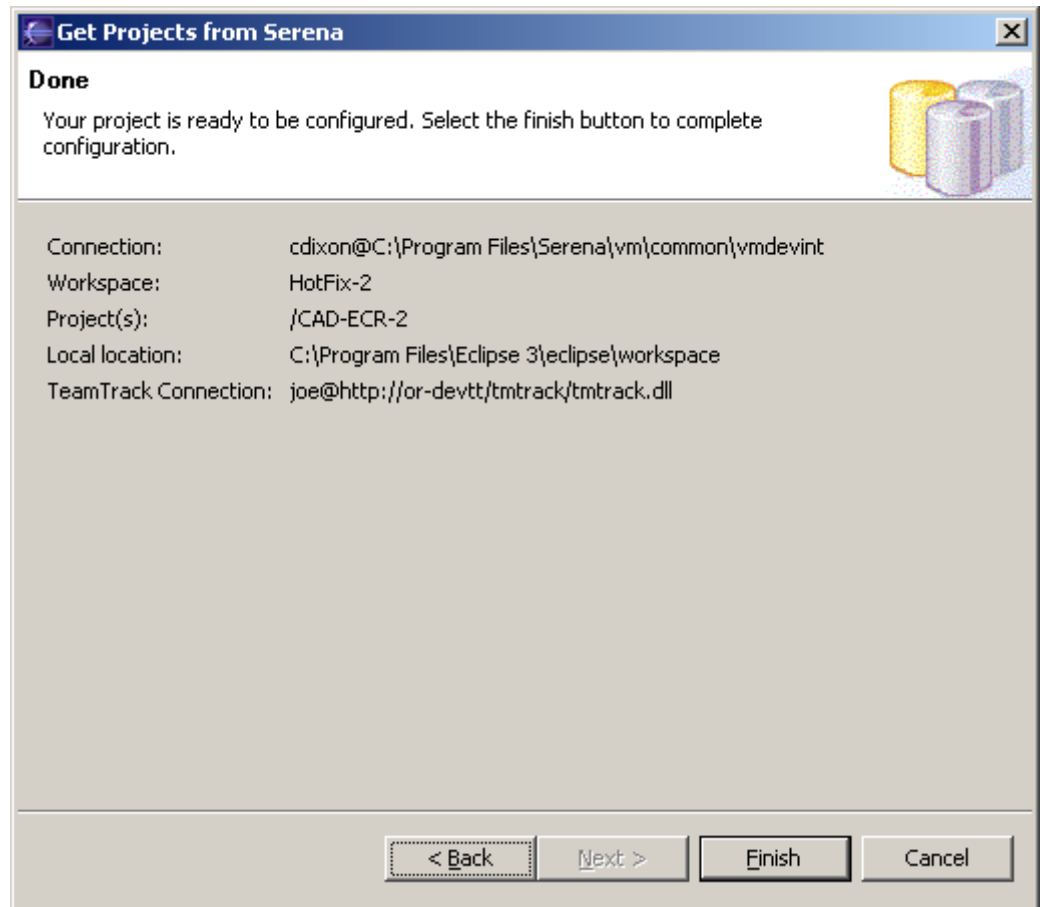 Get Projects from Serena
Done
Your project is ready to be configured. Select the finish button to complete
configuration.
Connection: cdixon@C:\Program Files\Serena\vm\common\vmdevint
Workspace: HotFix-2
Project(s): /CAD-ECR-2
Local location: C:\Program Files\Eclipse 3\eclipse\workspace
TeamTrack Connection: joe@http://or-devtt/tmtrack/tmtrack.dll
< Back Next > Finish Cancel